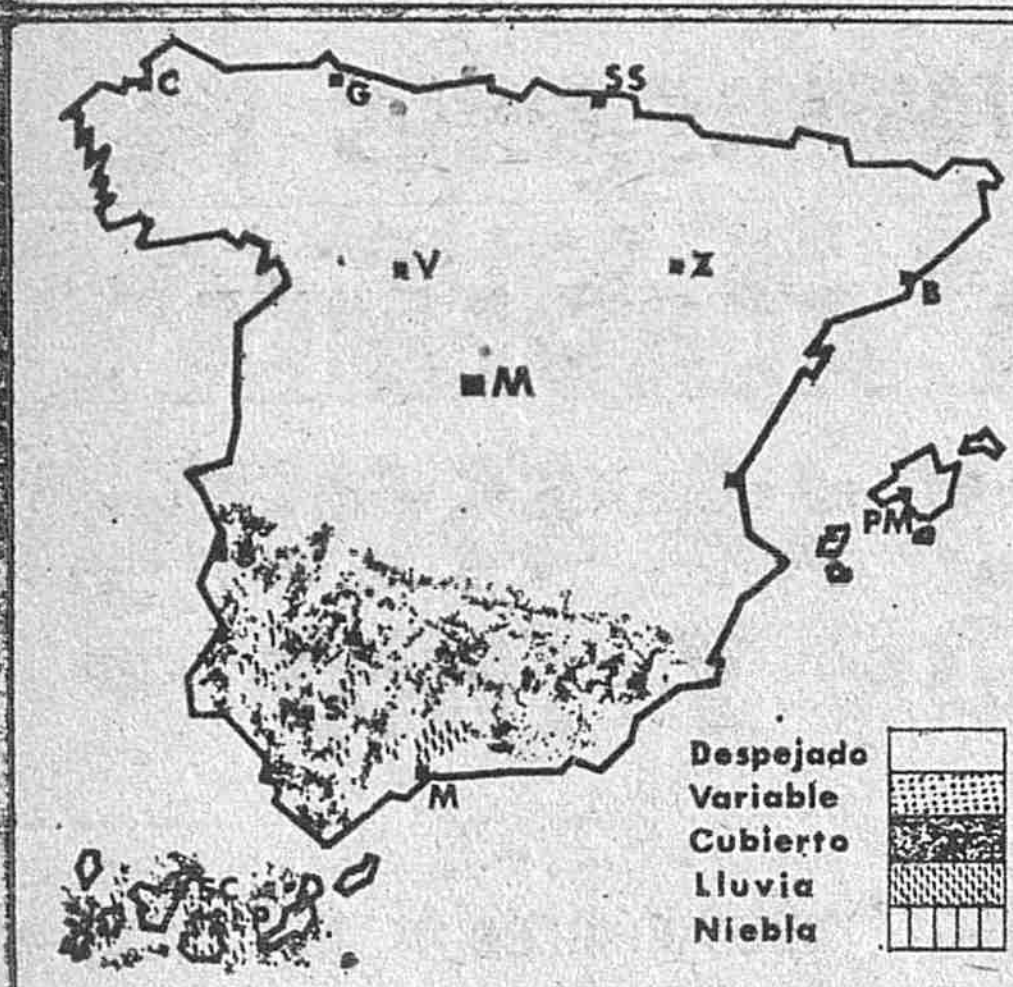 C
G
SS
V
Z
B
M
PM
S
M
SC
Despejado
Variable
Cubierto
Lluvia
Niebla